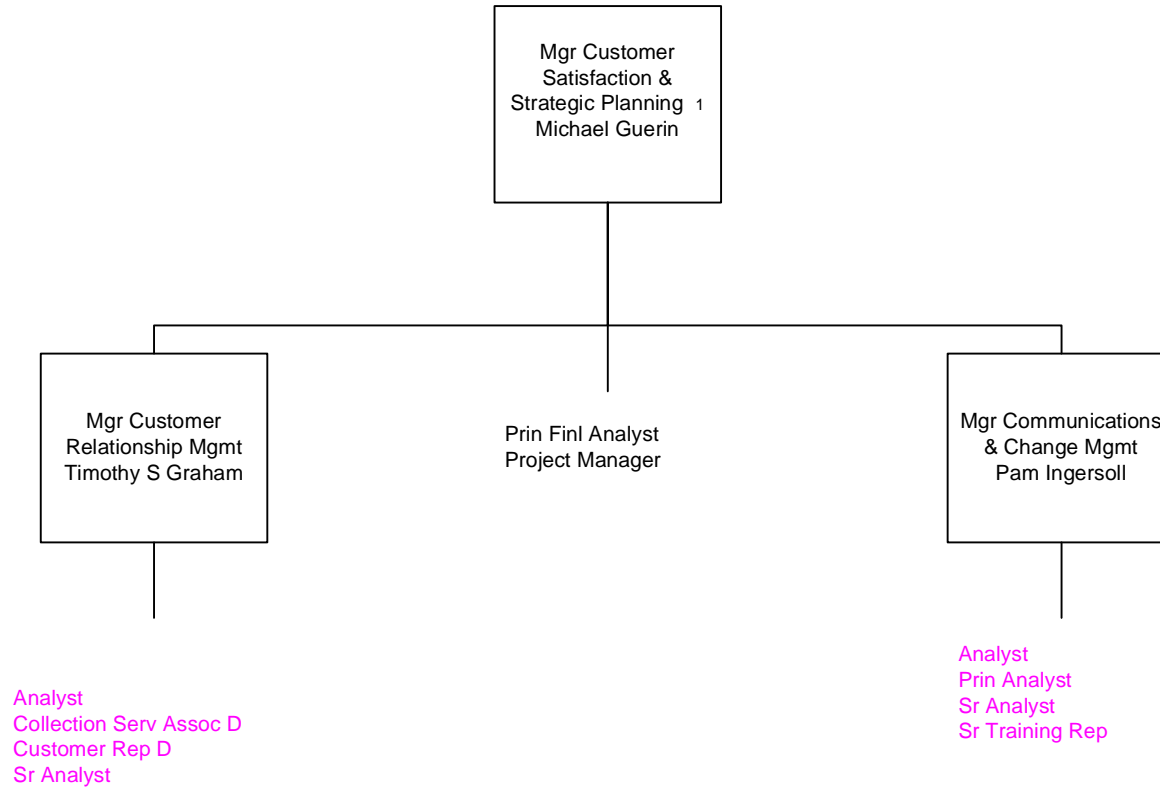 Mgr Customer
Satisfaction &
Strategic Planning 1
Michael Guerin
Mgr Customer
Relationship Mgmt
Timothy S Graham
Prin Finl Analyst
Project Manager
Mgr Communications
& Change Mgmt
Pam Ingersoll
Analyst
Collection Serv Assoc D
Customer Rep D
Sr Analyst
Analyst
Prin Analyst
Sr Analyst
Sr Training Rep